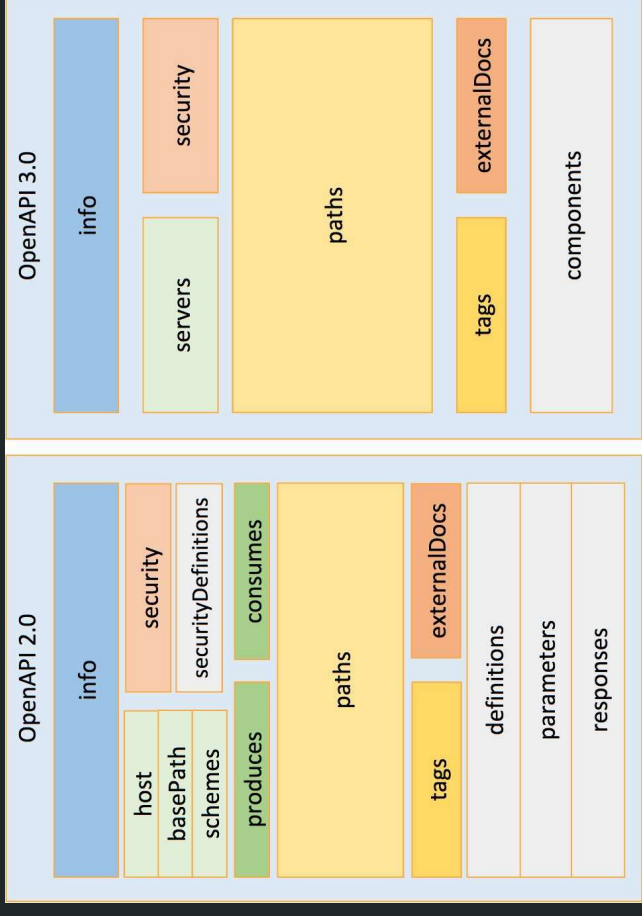 OpenAPI 2.0
info
host
basePath
schemes
security
securityDefinitions
produces
consumes
paths
tags
externalDocs
definitions
parameters
responses
OpenAPI 3.0
info
servers
security
paths
tags
externalDocs
components